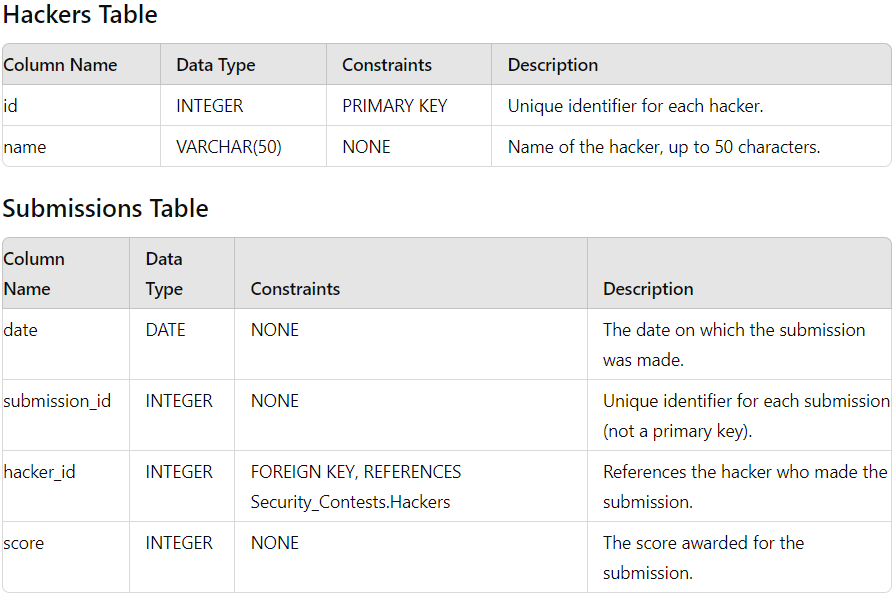 Hackers Table
Column Name Data Type Constraints Description
id INTEGER PRIMARY KEY Unique identifier for each hacker.
name VARCHAR(50) NONE Name of the hacker, up to 50 characters.
Submissions Table
Column Data
Name Type Constraints Description
date DATE NONE The date on which the submission
was made.
submission_id INTEGER NONE Unique identifier for each submission
(not a primary key).
hacker_id INTEGER FOREIGN KEY, REFERENCES References the hacker who made the
Security_Contests.Hackers submission.
score INTEGER NONE The score awarded for the
submission.